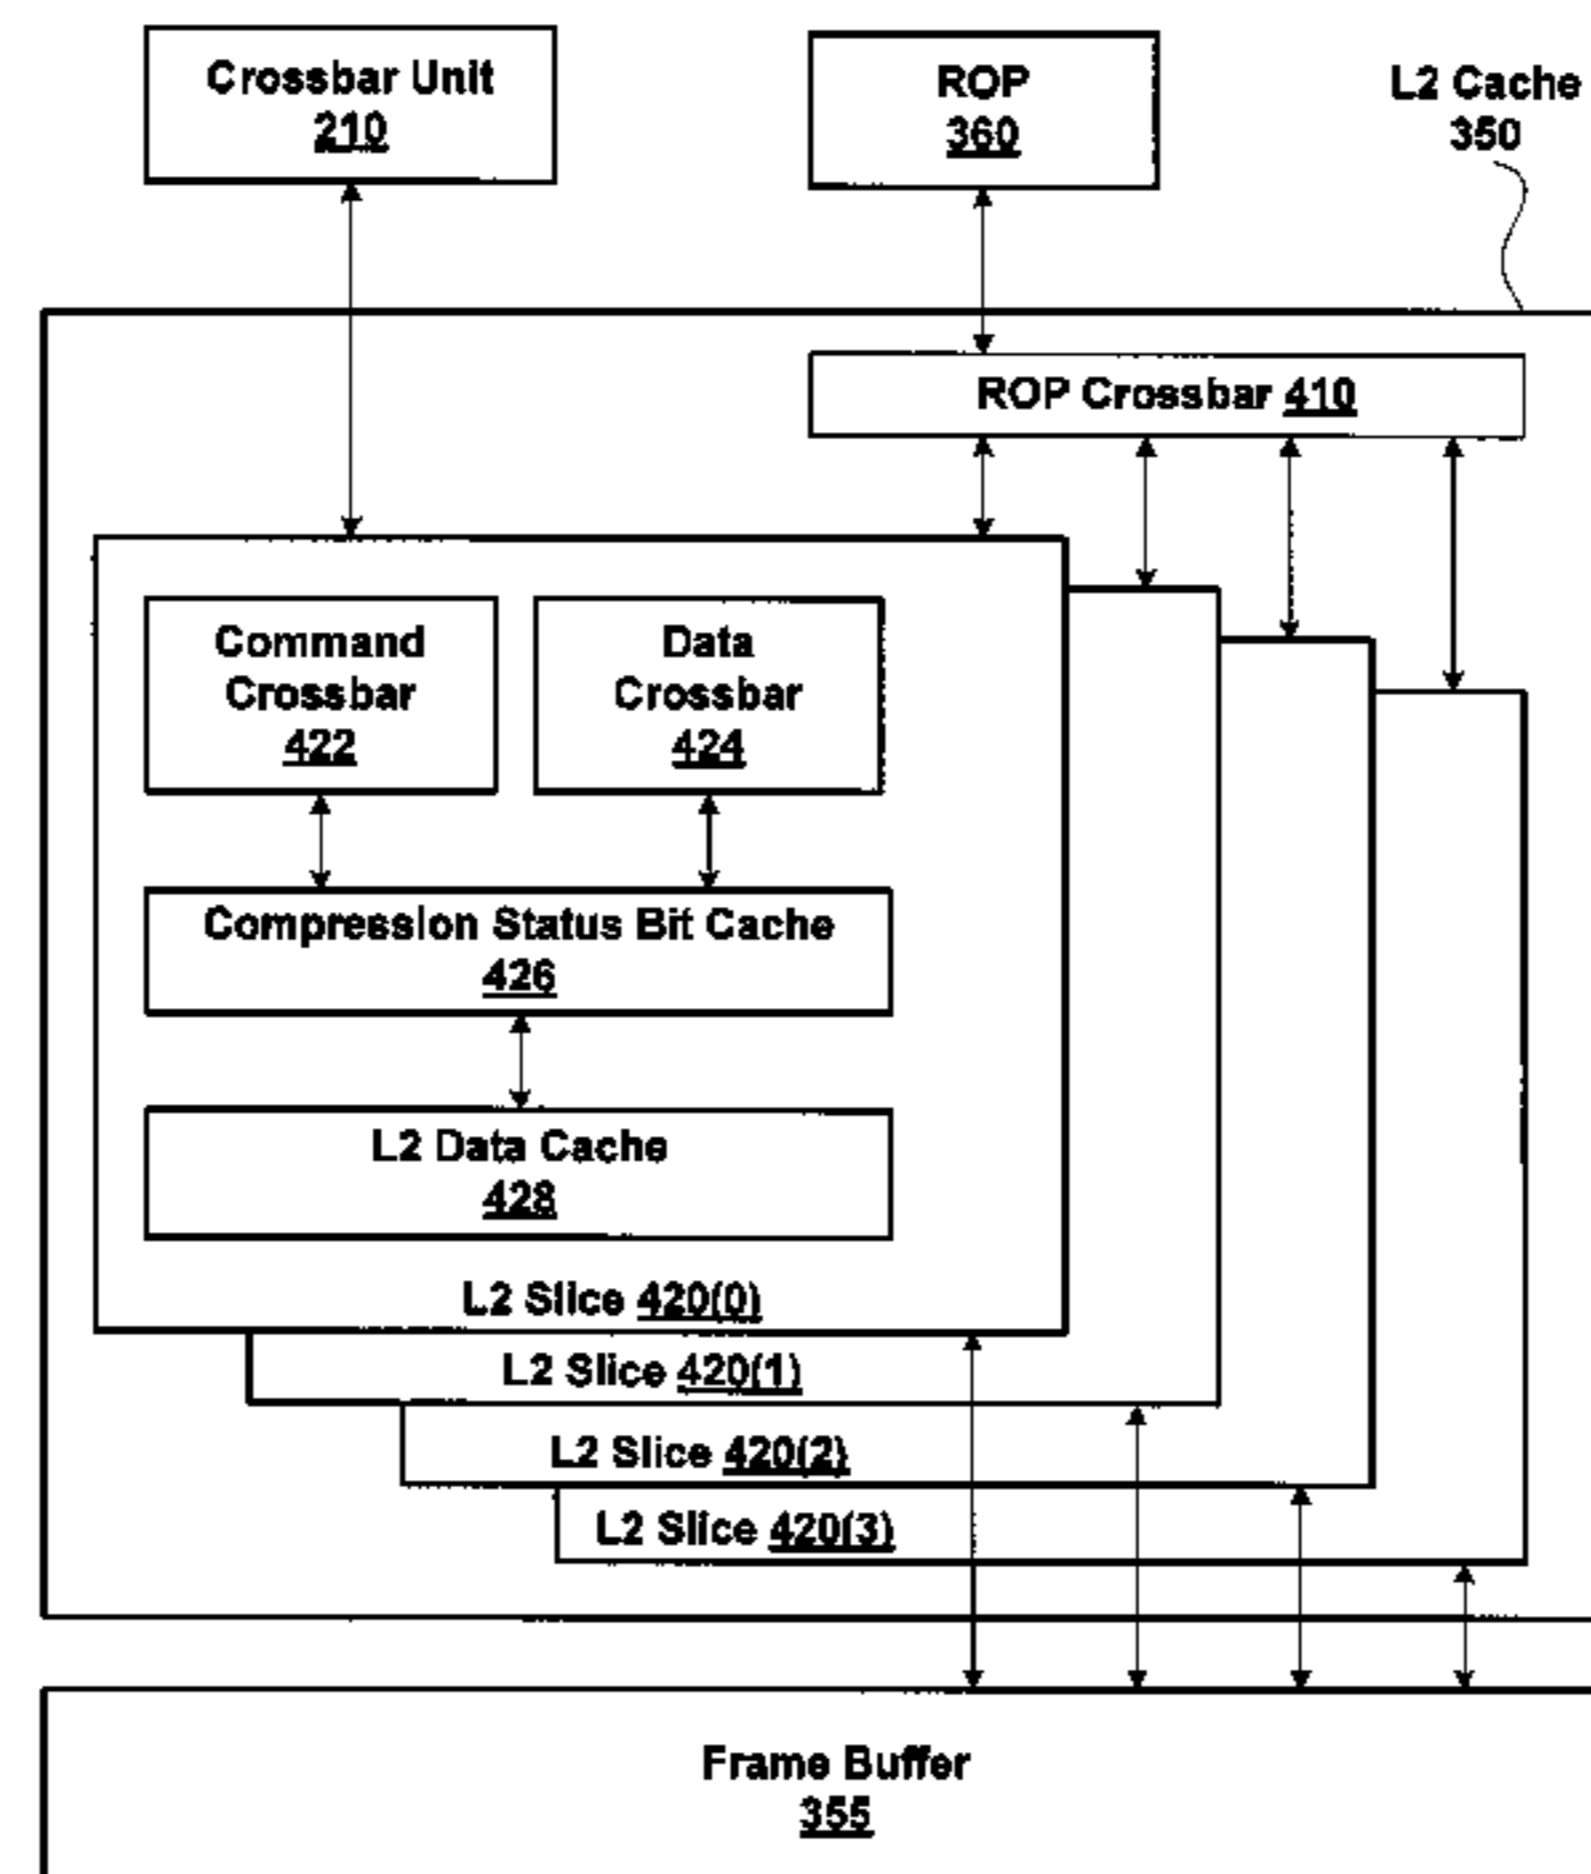 Crossbar Unit
210
ROP
360
L2 Cache
350
ROP Crossbar 410
Command
Crossbar
422
Data
Crossbar
424
Compression Status Bit Cache
426
L2 Data Cache
428
L2 Slice 420(0)
L2 Slice 420(1)
L2 Slice 420(2)
L2 Slice 420(3)
Frame Buffer
355